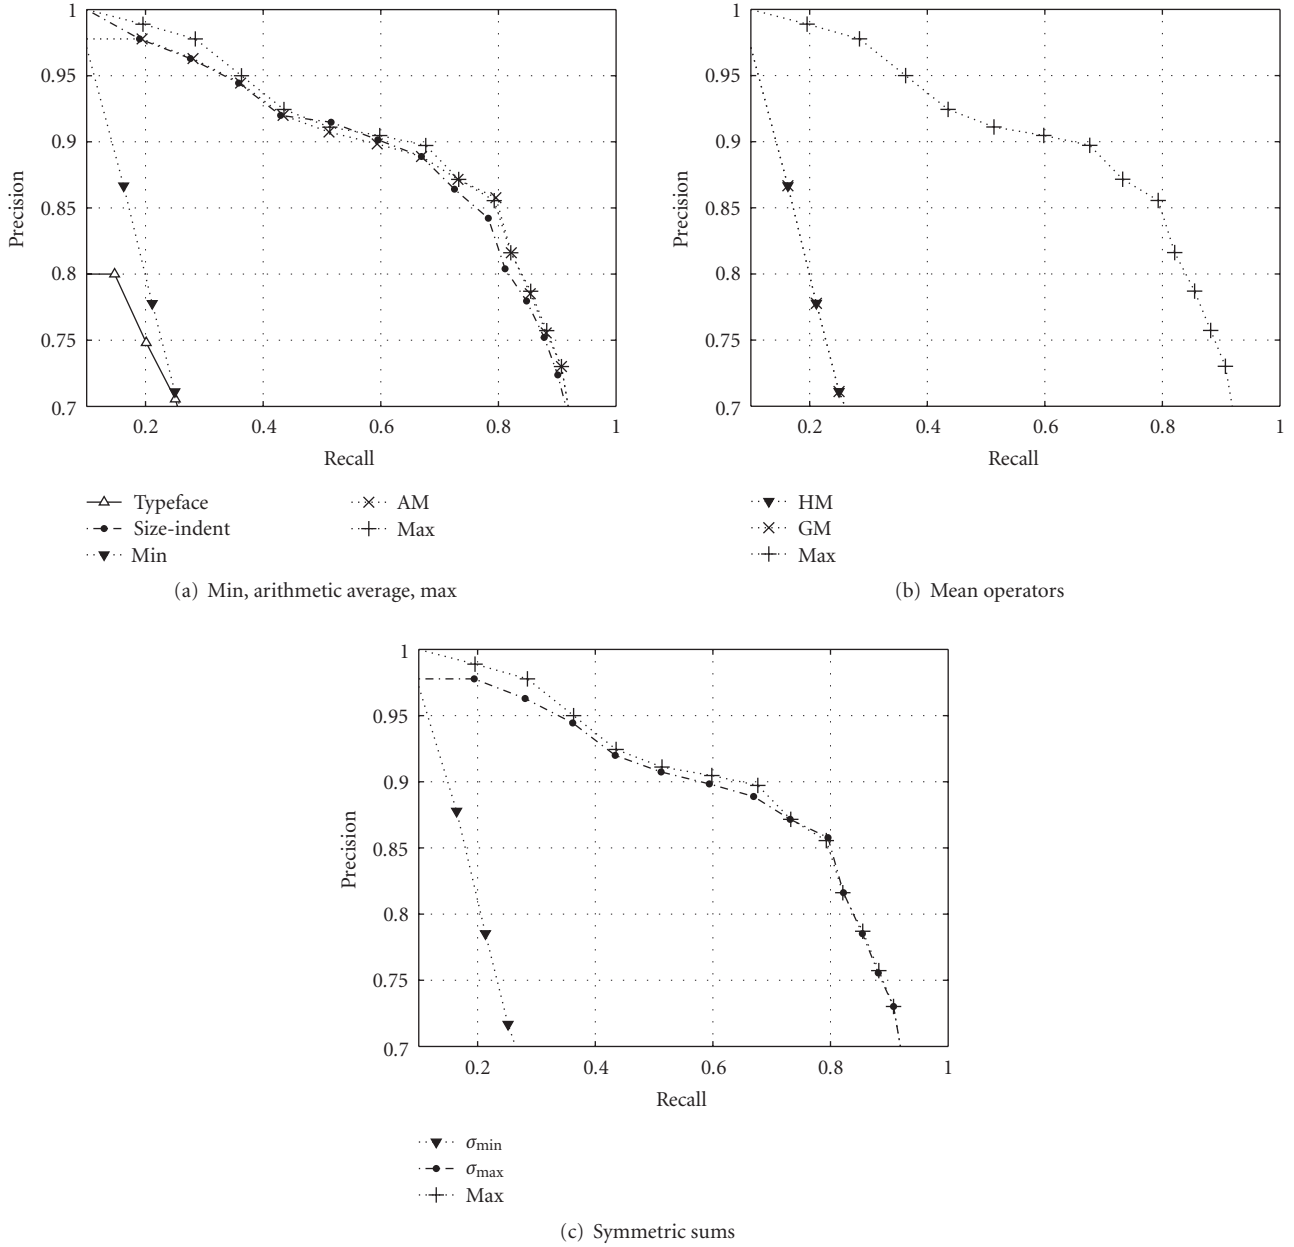 1
0.95
0.9
0.85
0.8
0.75
0.7
Precision
0.2 0.4 0.6 0.8 1
Recall
Typeface
Size-indent
Min
AM
Max
(a) Min, arithmetic average, max
1
0.95
0.9
0.85
0.8
0.75
0.7
Precision
0.2 0.4 0.6 0.8 1
Recall
HM
GM
Max
(b) Mean operators
1
0.95
0.9
0.85
0.8
0.75
0.7
Precision
0.2 0.4 0.6 0.8 1
Recall
σmin
σmax
Max
(c) Symmetric sums